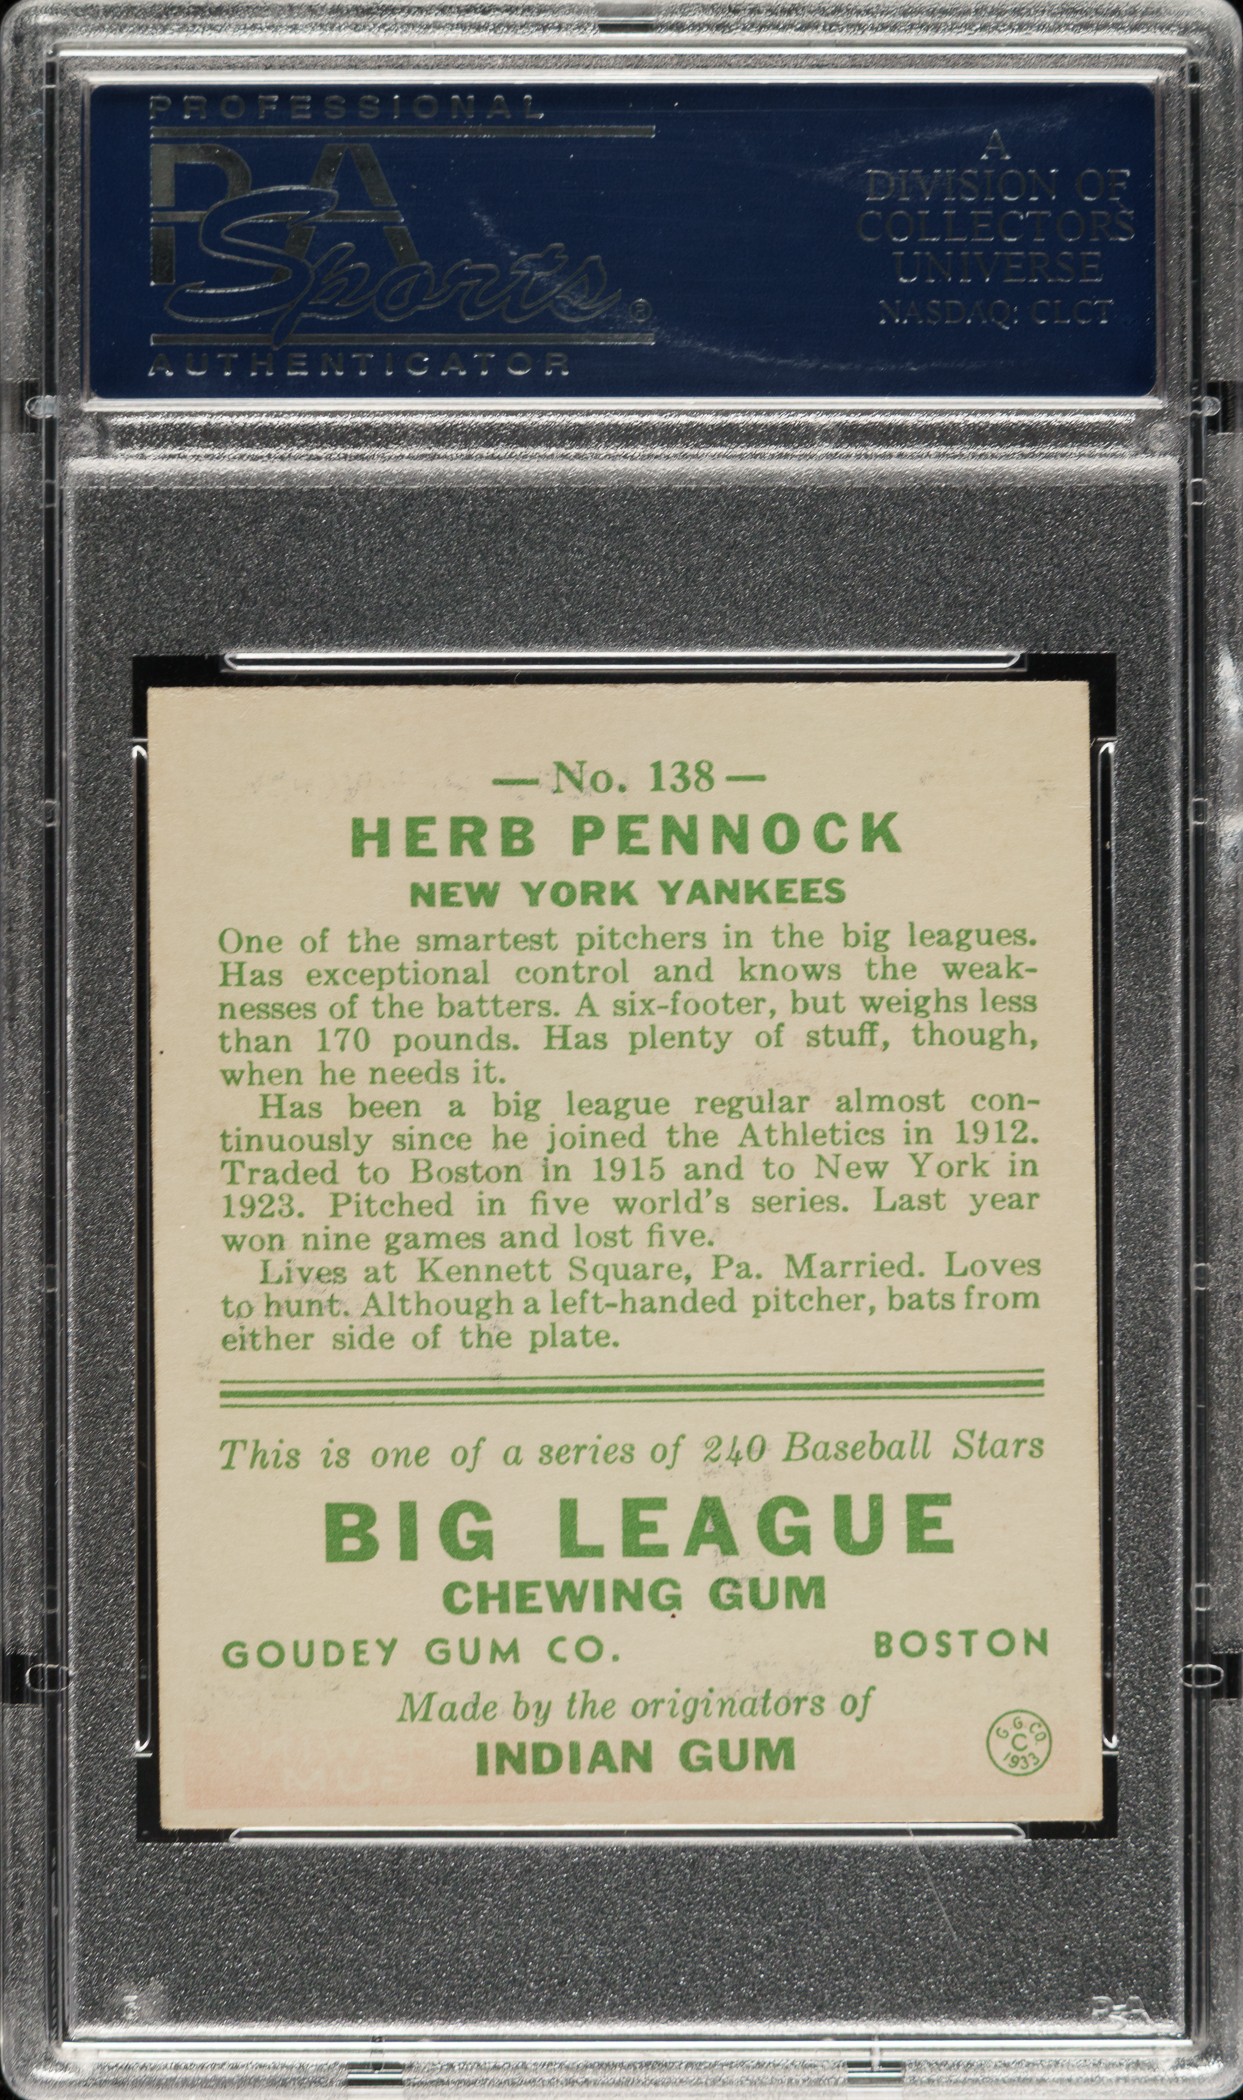 PROFESSIONAL
PSA
Sports®
AUTHENTICATOR
A
DIVISION OF
COLLECTORS
UNIVERSE
NASDAQ: CLCT
— No. 138 —
HERB PENNOCK
NEW YORK YANKEES
One of the smartest pitchers in the big leagues.
Has exceptional control and knows the weak-
nesses of the batters. A six-footer, but weighs less
than 170 pounds. Has plenty of stuff, though,
when he needs it.
Has been a big league regular almost con-
tinuously since he joined the Athletics in 1912.
Traded to Boston in 1915 and to New York in
1923. Pitched in five world's series. Last year
won nine games and lost five.
Lives at Kennett Square, Pa. Married. Loves
to hunt. Although a left-handed pitcher, bats from
either side of the plate.
This is one of a series of 240 Baseball Stars
BIG LEAGUE
CHEWING GUM
GOUDEY GUM CO. BOSTON
Made by the originators of
INDIAN GUM
G.G.CO.
C
1933
PSA